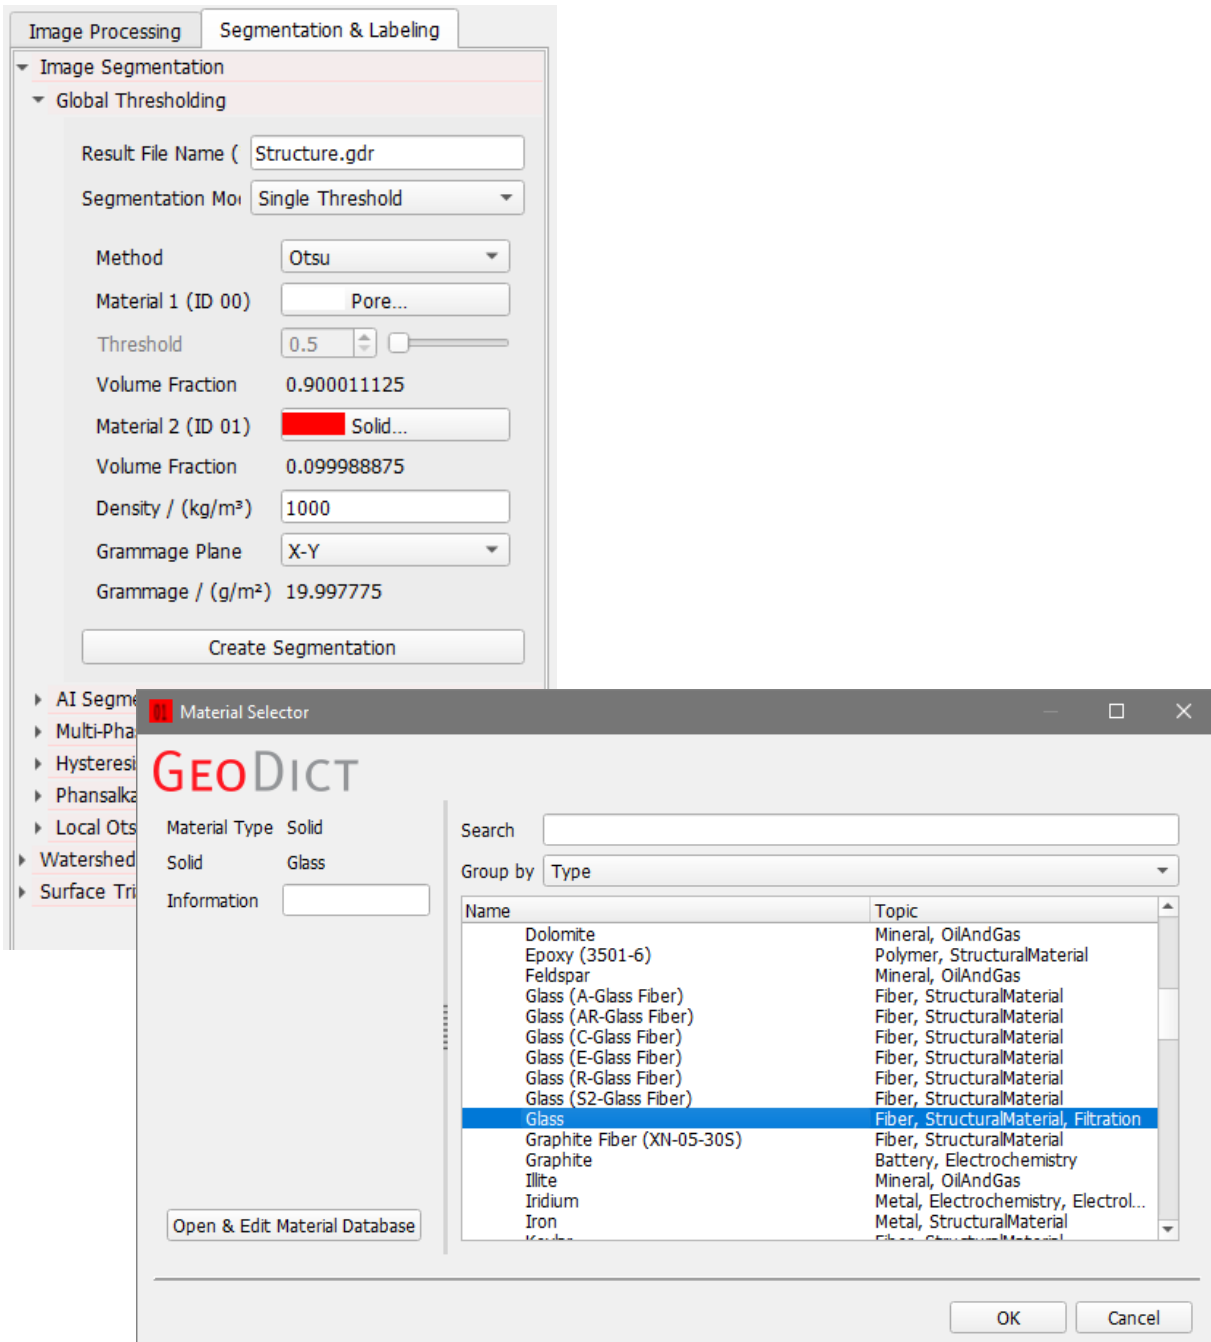 Image Processing
Segmentation & Labeling
Image Segmentation
Global Thresholding
Result File Name (
Structure.gdr
Segmentation Mo
Single Threshold
Method
Otsu
Material 1 (ID 00)
Pore...
Threshold
0.5
Volume Fraction
0.900011125
Material 2 (ID 01)
Solid...
Volume Fraction
0.099988875
Density / (kg/m³)
1000
Grammage Plane
X-Y
Grammage / (g/m²)
19.997775
Create Segmentation
AI Segme
Multi-Pha
Hysteresi
Phansalka
Local Ots
Watershed
Surface Tri
01
Material Selector
GEODICT
Material Type
Solid
Solid
Glass
Information
Open & Edit Material Database
Search
Group by
Type
Name Topic
Dolomite Mineral, OilAndGas
Epoxy (3501-6) Polymer, StructuralMaterial
Feldspar Mineral, OilAndGas
Glass (A-Glass Fiber) Fiber, StructuralMaterial
Glass (AR-Glass Fiber) Fiber, StructuralMaterial
Glass (C-Glass Fiber) Fiber, StructuralMaterial
Glass (E-Glass Fiber) Fiber, StructuralMaterial
Glass (R-Glass Fiber) Fiber, StructuralMaterial
Glass (S2-Glass Fiber) Fiber, StructuralMaterial
Glass Fiber, StructuralMaterial, Filtration
Graphite Fiber (XN-05-30S) Fiber, StructuralMaterial
Graphite Battery, Electrochemistry
Illite Mineral, OilAndGas
Iridium Metal, Electrochemistry, Electrol...
Iron Metal, StructuralMaterial
OK
Cancel